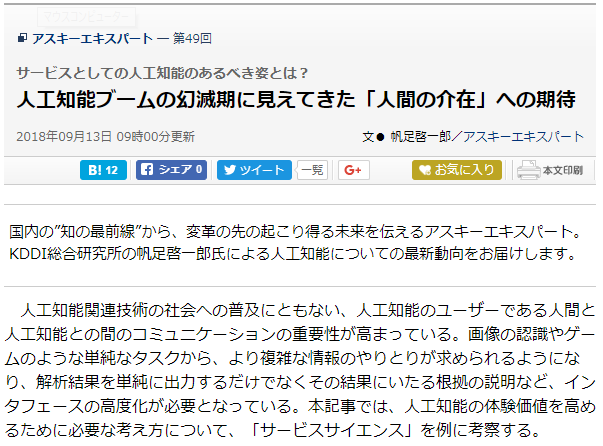 マウスコンピューター
アスキーエキスパート ― 第49回
サービスとしての人工知能のあるべき姿とは？
人工知能ブームの幻滅期に見えてきた「人間の介在」への期待
2018年09月13日 09時00分更新
文● 帆足啓一郎／アスキーエキスパート
B! 12 シェア 0 ツイート 一覧 G+ お気に入り 本文印刷
国内の”知の最前線”から、変革の先の起こり得る未来を伝えるアスキーエキスパート。
KDDI総合研究所の帆足啓一郎氏による人工知能についての最新動向をお届けします。
人工知能関連技術の社会への普及にともない、人工知能のユーザーである人間と
人工知能との間のコミュニケーションの重要性が高まっている。画像の認識やゲー
ムのような単純なタスクから、より複雑な情報のやりとりが求められるようにな
り、解析結果を単純に出力するだけでなくその結果にいたる根拠の説明など、イン
タフェースの高度化が必要となっている。本記事では、人工知能の体験価値を高め
るために必要な考え方について、「サービスサイエンス」を例に考察する。